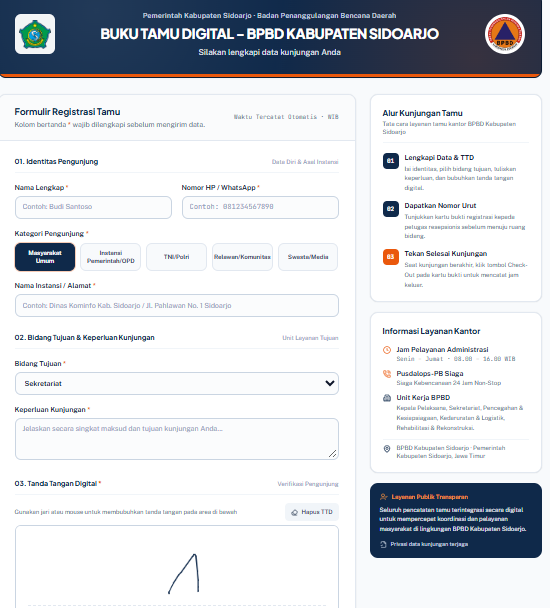 Pemerintah Kabupaten Sidoarjo • Badan Penanggulangan Bencana Daerah
BUKU TAMU DIGITAL – BPBD KABUPATEN SIDOARJO
Silakan lengkapi data kunjungan Anda
BPBD
Formulir Registrasi Tamu
Kolom bertanda * wajib dilengkapi sebelum mengirim data.
Waktu Tercatat Otomatis • WIB
01. Identitas Pengunjung
Data Diri & Asal Instansi
Nama Lengkap *
Contoh: Budi Santoso
Nomor HP / WhatsApp *
Contoh: 081234567890
Kategori Pengunjung *
Masyarakat Umum
Instansi Pemerintah/OPD
TNI/Polri
Relawan/Komunitas
Swasta/Media
Nama Instansi / Alamat *
Contoh: Dinas Kominfo Kab. Sidoarjo / Jl. Pahlawan No. 1 Sidoarjo
02. Bidang Tujuan & Keperluan Kunjungan
Unit Layanan Tujuan
Bidang Tujuan *
Sekretariat
Keperluan Kunjungan *
Jelaskan secara singkat maksud dan tujuan kunjungan Anda...
03. Tanda Tangan Digital *
Verifikasi Pengunjung
Gunakan jari atau mouse untuk membubuhkan tanda tangan pada area di bawah
Hapus TTD
Alur Kunjungan Tamu
Tata cara layanan tamu kantor BPBD Kabupaten
Sidoarjo
01
Lengkapi Data & TTD
Isi identitas, pilih bidang tujuan, tuliskan
keperluan, dan bubuhkan tanda tangan
digital.
02
Dapatkan Nomor Urut
Tunjukkan kartu bukti registrasi kepada
petugas resepsionis sebelum menuju ruang
bidang.
03
Tekan Selesai Kunjungan
Saat kunjungan berakhir, klik tombol Check-
Out pada kartu bukti untuk mencatat jam
keluar.
Informasi Layanan Kantor
Jam Pelayanan Administrasi
Senin - Jumat • 08.00 - 16.00 WIB
Pusdalops-PB Siaga
Siaga Kebencanaan 24 Jam Non-Stop
Unit Kerja BPBD
Kepala Pelaksana, Sekretariat, Pencegahan &
Kesiapsiagaan, Kedaruratan & Logistik,
Rehabilitasi & Rekonstruksi.
BPBD Kabupaten Sidoarjo • Pemerintah
Kabupaten Sidoarjo, Jawa Timur
Layanan Publik Transparan
Seluruh pencatatan tamu terintegrasi secara digital
untuk mempercepat koordinasi dan pelayanan
masyarakat di lingkungan BPBD Kabupaten Sidoarjo.
Privasi data kunjungan terjaga